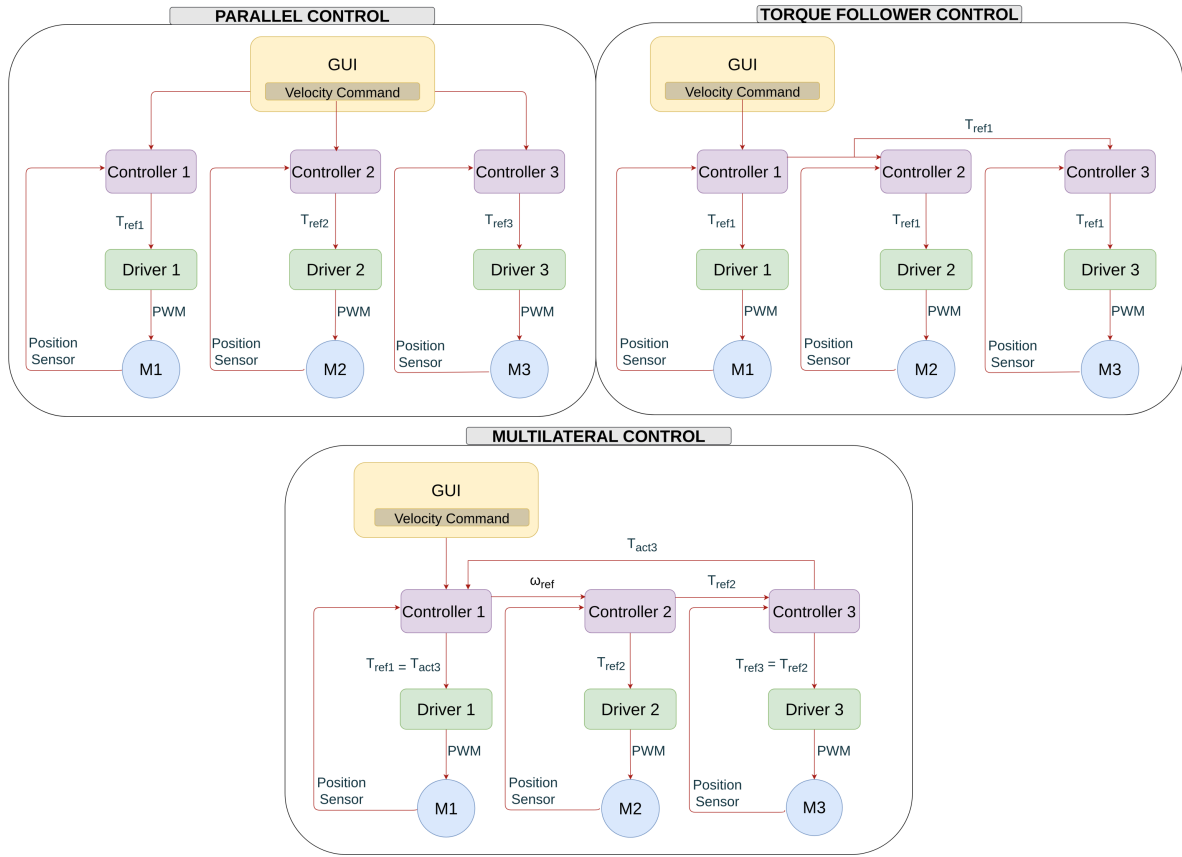 PARALLEL CONTROL
GUI
Velocity Command
Controller 1
Controller 2
Controller 3
Tref1
Tref2
Tref3
Driver 1
Driver 2
Driver 3
PWM
PWM
PWM
Position
Sensor
Position
Sensor
Position
Sensor
M1
M2
M3
TORQUE FOLLOWER CONTROL
GUI
Velocity Command
Tref1
Controller 1
Controller 2
Controller 3
Tref1
Tref1
Tref1
Driver 1
Driver 2
Driver 3
PWM
PWM
PWM
Position
Sensor
Position
Sensor
Position
Sensor
M1
M2
M3
MULTILATERAL CONTROL
GUI
Velocity Command
Tact3
ωref
Tref2
Controller 1
Controller 2
Controller 3
Tref1 = Tact3
Tref2
Tref3 = Tref2
Driver 1
Driver 2
Driver 3
PWM
PWM
PWM
Position
Sensor
Position
Sensor
Position
Sensor
M1
M2
M3